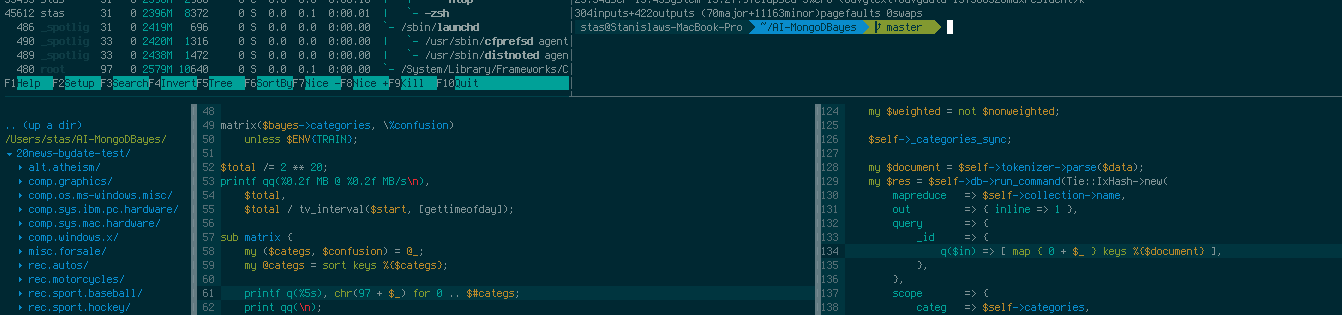 45612 stas 31 0 2396M 2580 0 S 0.0 0.0 0:00.00 | `- -zsh
486 _spotlig 31 0 2419M 696 0 S 0.0 0.0 0:00.00 `- /sbin/launchd
490 _spotlig 31 0 2420M 1316 0 S 0.0 0.0 0:00.00 | `- /usr/sbin/cfprefsd agent
489 _spotlig 33 0 2438M 1472 0 S 0.0 0.0 0:00.00 | `- /usr/sbin/distnoted agen
480 root 97 0 2579M 10640 0 S 0.0 0.1 0:00.00 `- /System/Library/Frameworks/C
F1Help F2Setup F3SearchF4InvertF5Tree F6SortByF7Nice -F8Nice +F9Kill F10Quit
304inputs+422outputs (70major+11163minor)pagefaults 0swaps
stas@Stanislaws-MacBook-Pro ~/AI-MongoDBayes master
.. (up a dir)
/Users/stas/AI-MongoDBayes/
▾ 20news-bydate-test/
▸ alt.atheism/
▸ comp.graphics/
▸ comp.os.ms-windows.misc/
▸ comp.sys.ibm.pc.hardware/
▸ comp.sys.mac.hardware/
▸ comp.windows.x/
▸ misc.forsale/
▸ rec.autos/
▸ rec.motorcycles/
▸ rec.sport.baseball/
▸ rec.sport.hockey/
48
49 matrix($bayes->categories, \%confusion)
50 unless $ENV{TRAIN};
51
52 $total /= 2 ** 20;
53 printf qq(%0.2f MB @ %0.2f MB/s\n),
54 $total,
55 $total / tv_interval($start, [gettimeofday]);
56
57 sub matrix {
58 my ($categs, $confusion) = @_;
59 my @categs = sort keys %{$categs};
60
61 printf q(%5s), chr(97 + $_) for 0 .. $#categs;
62 print qq(\n);
124 my $weighted = not $nonweighted;
125
126 $self->_categories_sync;
127
128 my $document = $self->tokenizer->parse($data);
129 my $res = $self->db->run_command(Tie::IxHash->new(
130 mapreduce => $self->collection->name,
131 out => { inline => 1 },
132 query => {
133 _id => {
134 q($in) => [ map { 0 + $_ } keys %{$document} ],
135 },
136 },
137 scope => {
138 categ => $self->categories,